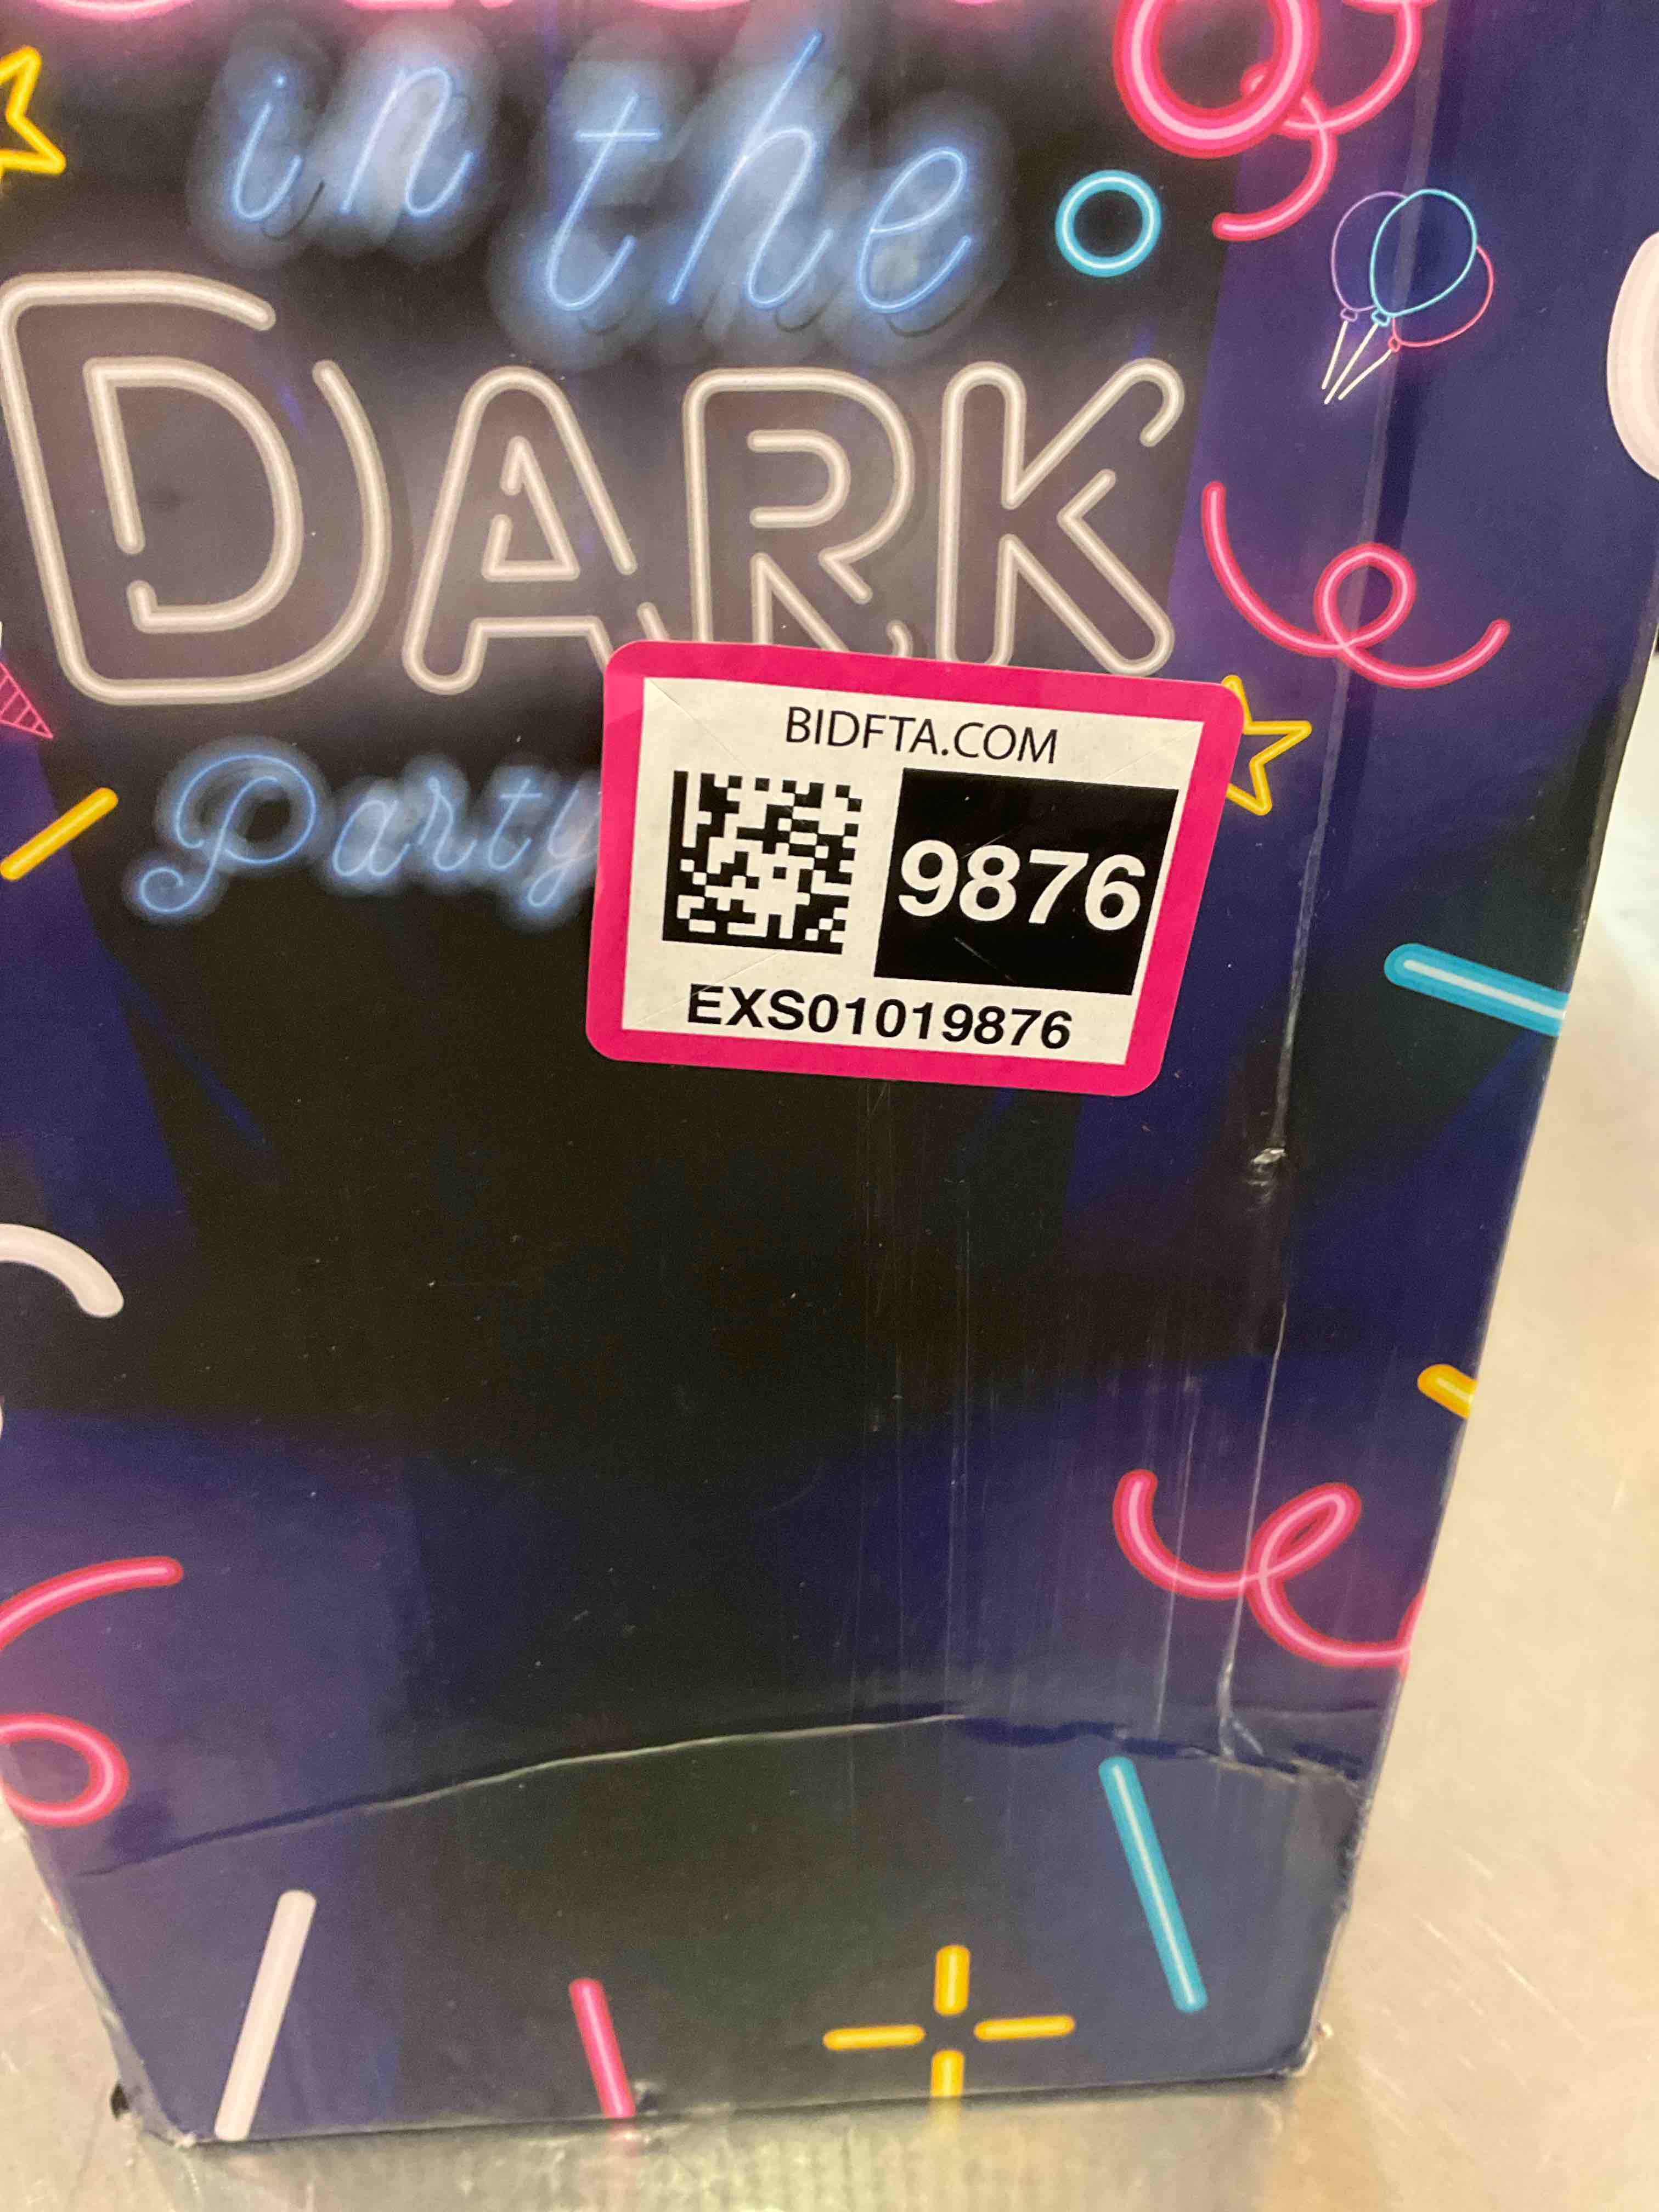 in the
DARK
Party
BIDFTA.COM
9876
EXS01019876